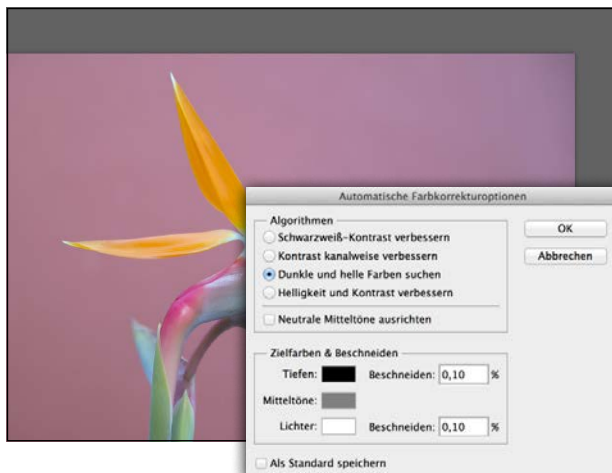 Automatische Farbkorrekturoptionen
Algorithmen
Schwarzweiß-Kontrast verbessern
Kontrast kanalweise verbessern
Dunkle und helle Farben suchen
Helligkeit und Kontrast verbessern
Neutrale Mitteltöne ausrichten
OK
Abbrechen
Zielfarben & Beschneiden
Tiefen: Beschneiden: 0,10 %
Mitteltöne:
Lichter: Beschneiden: 0,10 %
Als Standard speichern